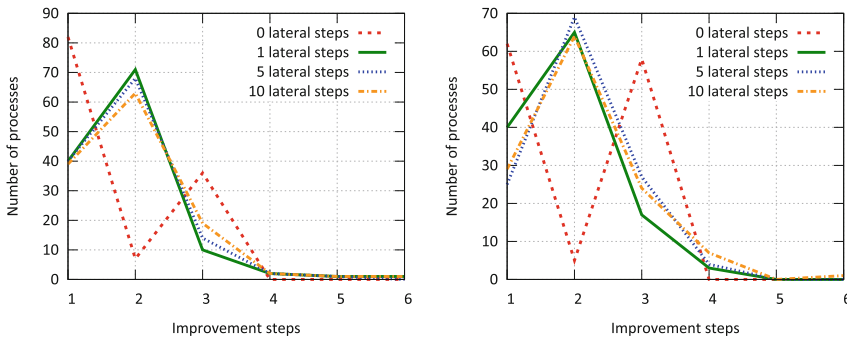 Number of processes
90
80
70
60
50
40
30
20
10
0
1 2 3 4 5 6
Improvement steps
0 lateral steps
1 lateral steps
5 lateral steps
10 lateral steps
Number of processes
70
60
50
40
30
20
10
0
1 2 3 4 5 6
Improvement steps
0 lateral steps
1 lateral steps
5 lateral steps
10 lateral steps